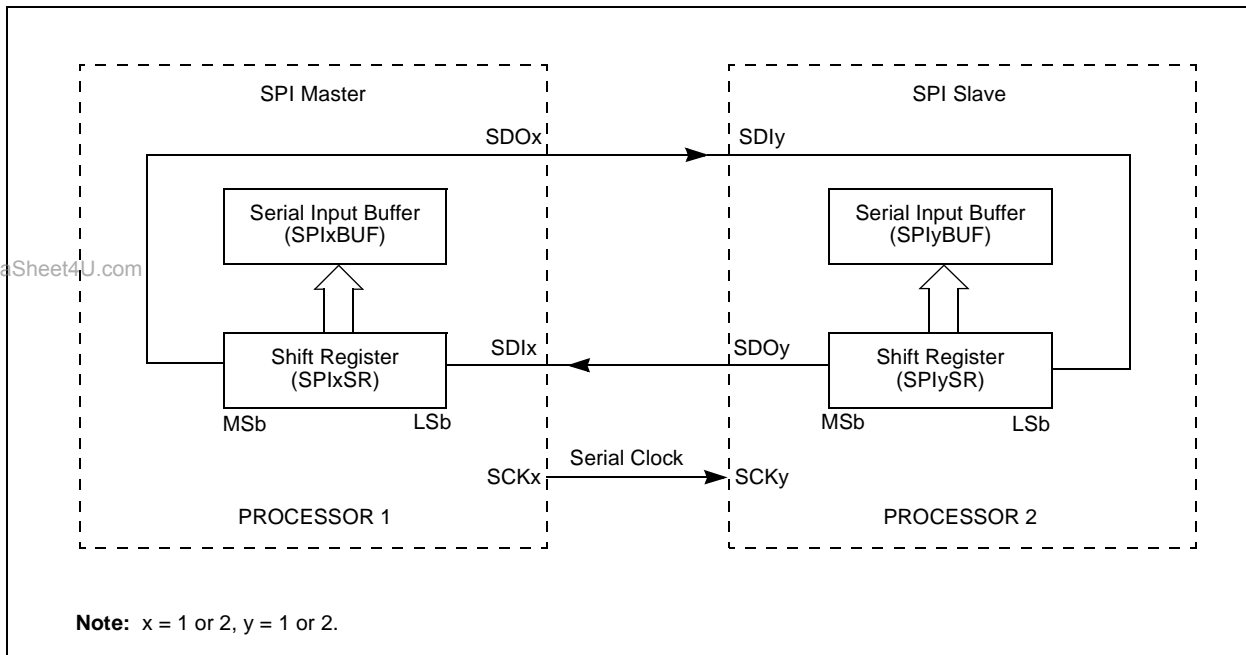 SPI Master
SPI Slave
SDOx
SDIy
Serial Input Buffer
(SPIxBUF)
Serial Input Buffer
(SPIyBUF)
aSheet4U.com
SDIx
SDOy
Shift Register
(SPIxSR)
Shift Register
(SPIySR)
MSb
LSb
MSb
LSb
Serial Clock
SCKx
SCKy
PROCESSOR 1
PROCESSOR 2
Note: x = 1 or 2, y = 1 or 2.